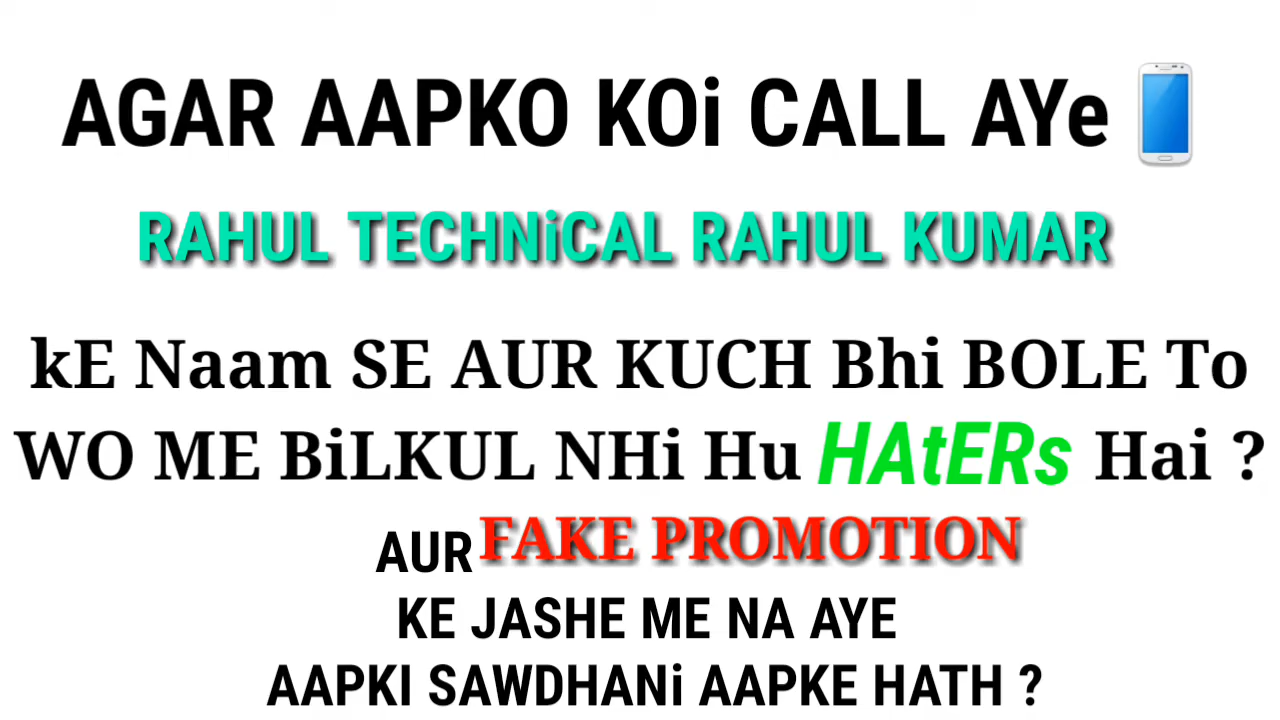 AGAR AAPKO KOi CALL AYe
RAHUL TECHNiCAL RAHUL KUMAR
kE Naam SE AUR KUCH Bhi BOLE To
WO ME BiLKUL NHi Hu HAtERs Hai ?
AUR FAKE PROMOTION
KE JASHE ME NA AYE
AAPKI SAWDHANi AAPKE HATH ?